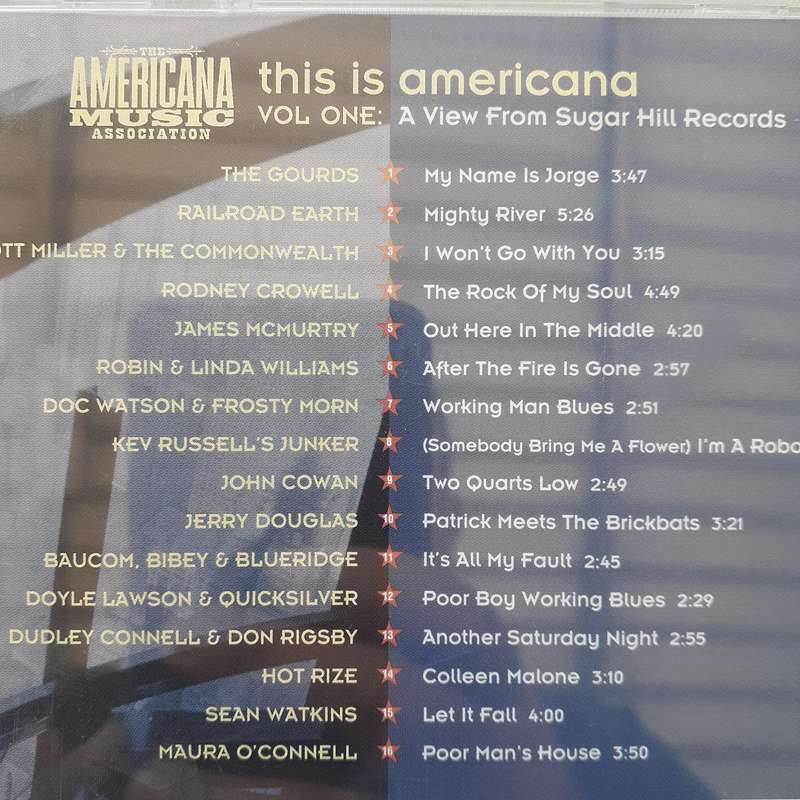 THE
AMERICANA
MUSIC
ASSOCIATION
this is americana
VOL ONE: A View From Sugar Hill Records
THE GOURDS 1 My Name Is Jorge 3:47
RAILROAD EARTH 2 Mighty River 5:26
OTT MILLER & THE COMMONWEALTH 3 I Won't Go With You 3:15
RODNEY CROWELL 4 The Rock Of My Soul 4:49
JAMES MCMURTRY 5 Out Here In The Middle 4:20
ROBIN & LINDA WILLIAMS 6 After The Fire Is Gone 2:57
DOC WATSON & FROSTY MORN 7 Working Man Blues 2:51
KEV RUSSELL'S JUNKER 8 (Somebody Bring Me A Flower) I'm A Robo
JOHN COWAN 9 Two Quarts Low 2:49
JERRY DOUGLAS 10 Patrick Meets The Brickbats 3:21
BAUCOM, BIBEY & BLUERIDGE 11 It's All My Fault 2:45
DOYLE LAWSON & QUICKSILVER 12 Poor Boy Working Blues 2:29
DUDLEY CONNELL & DON RIGSBY 13 Another Saturday Night 2:55
HOT RIZE 14 Colleen Malone 3:10
SEAN WATKINS 15 Let It Fall 4:00
MAURA O'CONNELL 16 Poor Man's House 3:50